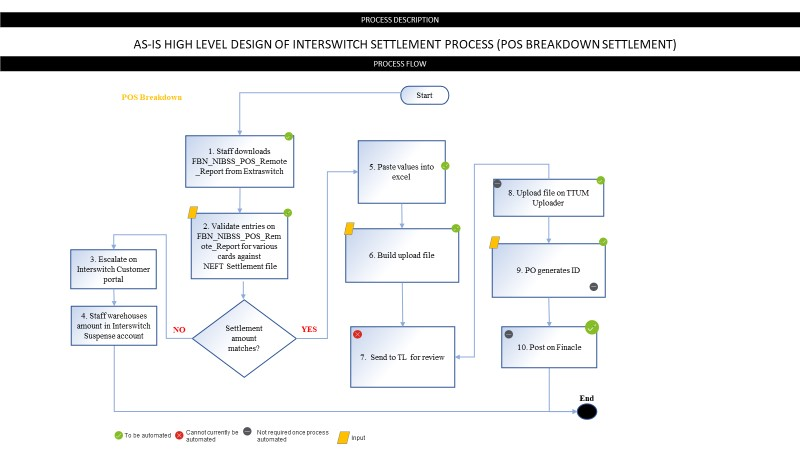 PROCESS DESCRIPTION
AS-IS HIGH LEVEL DESIGN OF INTERSWITCH SETTLEMENT PROCESS (POS BREAKDOWN SETTLEMENT)
PROCESS FLOW
POS Breakdown
Start
1. Staff downloads
FBN_NIBSS_POS_Remote
_Report from Extraswitch
2. Validate entries on
FBN_NIBSS_POS_Rem
ote_Report for various
cards against
NEFT Settlement file
3. Escalate on
Interswitch Customer
portal
4. Staff warehouses
amount in Interswitch
Suspense account
NO
Settlement
amount
matches?
YES
5. Paste values into
excel
6. Build upload file
7. Send to TL for review
8. Upload file on TTUM
Uploader
9. PO generates ID
10. Post on Finacle
End
To be automated
Cannot currently be
automated
Not required once process
automated
Input